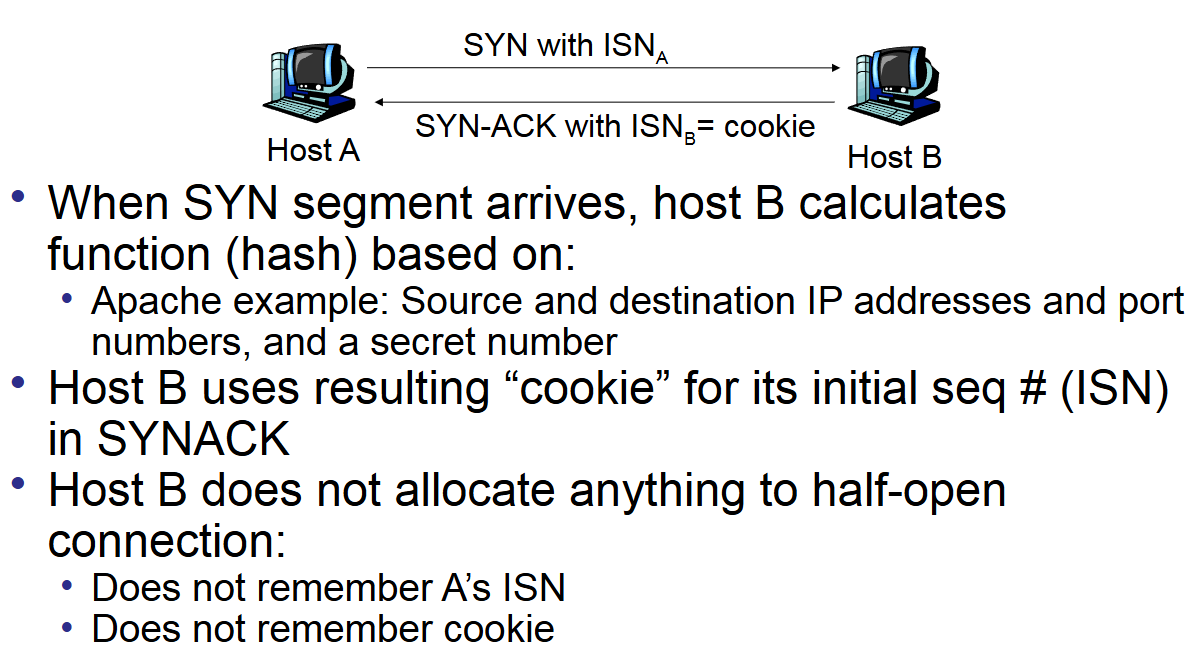 SYN with ISNA
SYN-ACK with ISNB= cookie
Host A
Host B
• When SYN segment arrives, host B calculates
function (hash) based on:
• Apache example: Source and destination IP addresses and port
numbers, and a secret number
• Host B uses resulting “cookie” for its initial seq # (ISN)
in SYNACK
• Host B does not allocate anything to half-open
connection:
• Does not remember A’s ISN
• Does not remember cookie